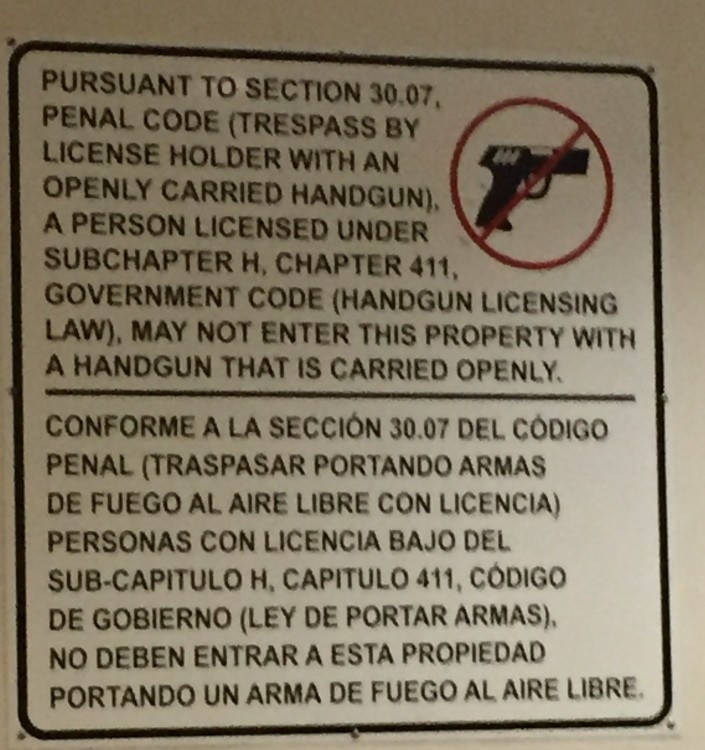 PURSUANT TO SECTION 30.07,
PENAL CODE (TRESPASS BY
LICENSE HOLDER WITH AN
OPENLY CARRIED HANDGUN),
A PERSON LICENSED UNDER
SUBCHAPTER H, CHAPTER 411,
GOVERNMENT CODE (HANDGUN LICENSING
LAW), MAY NOT ENTER THIS PROPERTY WITH
A HANDGUN THAT IS CARRIED OPENLY.
CONFORME A LA SECCIÓN 30.07 DEL CÓDIGO
PENAL (TRASPASAR PORTANDO ARMAS
DE FUEGO AL AIRE LIBRE CON LICENCIA)
PERSONAS CON LICENCIA BAJO DEL
SUB-CAPITULO H, CAPITULO 411, CÓDIGO
DE GOBIERNO (LEY DE PORTAR ARMAS),
NO DEBEN ENTRAR A ESTA PROPIEDAD
PORTANDO UN ARMA DE FUEGO AL AIRE LIBRE.